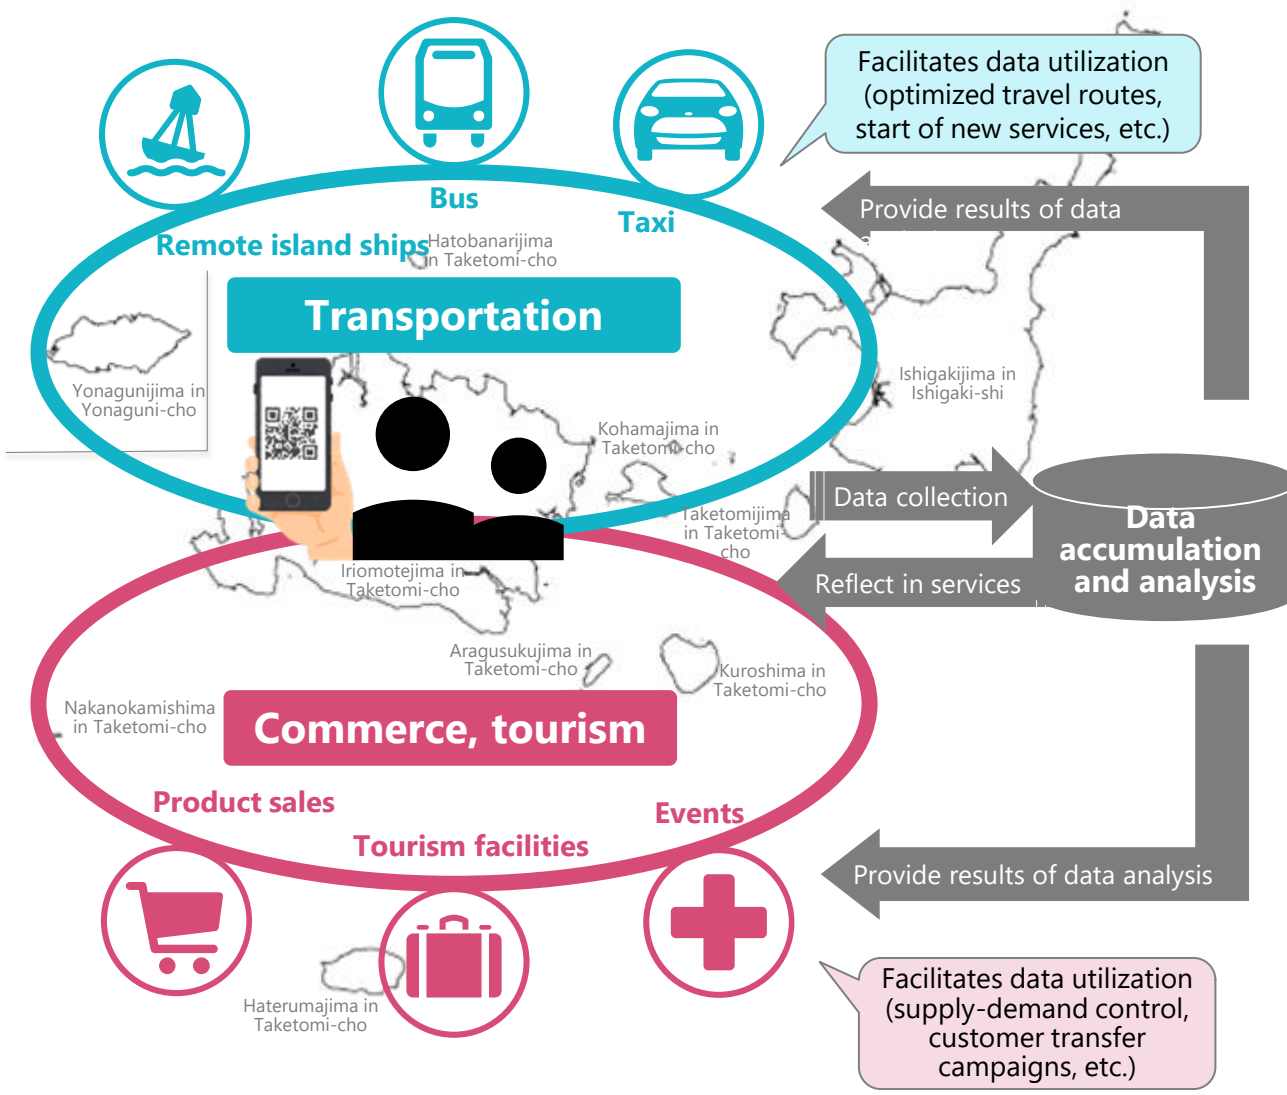 Facilitates data utilization
(optimized travel routes,
start of new services, etc.)
Bus
Taxi
Remote island ships
Provide results of data
Hatobanarijima
in Taketomi-cho
Transportation
Yonagunijima in
Yonaguni-cho
Ishigakijima in
Ishigaki-shi
Kohamajima in
Taketomi-cho
Data collection
Taketomijima
in Taketomi-
cho
Data
accumulation
and analysis
Reflect in services
Iriomotejima in
Taketomi-cho
Aragusukujima in
Taketomi-cho
Kuroshima in
Taketomi-cho
Nakanokamishima
in Taketomi-cho
Commerce, tourism
Product sales
Events
Tourism facilities
Provide results of data analysis
Haterumajima in
Taketomi-cho
Facilitates data utilization
(supply-demand control,
customer transfer
campaigns, etc.)